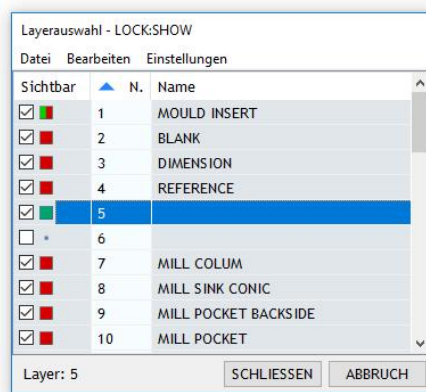 Layerauswahl - LOCK:SHOW
Datei Bearbeiten Einstellungen
Sichtbar N. Name
1 MOULD INSERT
2 BLANK
3 DIMENSION
4 REFERENCE
5
6
7 MILL COLUM
8 MILL SINK CONIC
9 MILL POCKET BACKSIDE
10 MILL POCKET
Layer: 5 SCHLIESSEN ABBRUCH